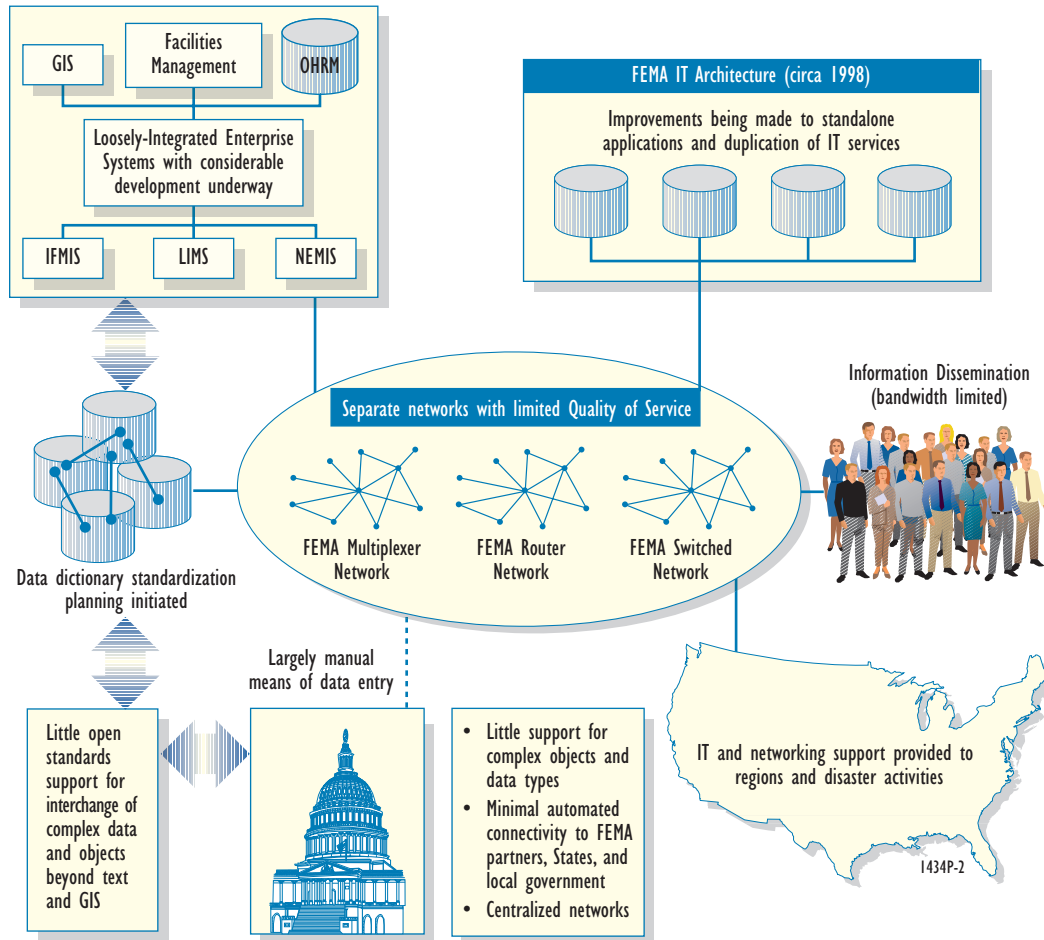 GIS
Facilities
Management
OHRM
Loosely-Integrated Enterprise
Systems with considerable
development underway
IFMIS
LIMS
NEMIS
FEMA IT Architecture (circa 1998)
Improvements being made to standalone
applications and duplication of IT services
Separate networks with limited Quality of Service
FEMA Multiplexer
Network
FEMA Router
Network
FEMA Switched
Network
Information Dissemination
(bandwidth limited)
Data dictionary standardization
planning initiated
Largely manual
means of data entry
Little open
standards
support for
interchange of
complex data
and objects
beyond text
and GIS
• Little support for
complex objects and
data types
• Minimal automated
connectivity to FEMA
partners, States, and
local government
• Centralized networks
IT and networking support provided to
regions and disaster activities
1434P-2